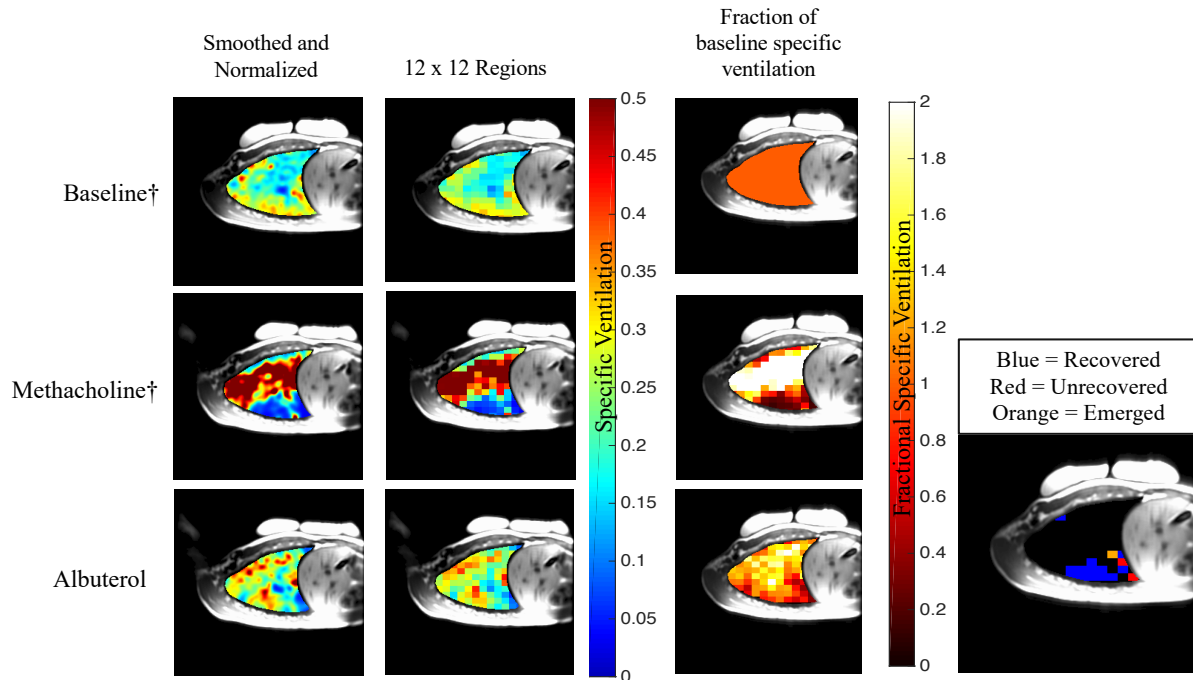 Smoothed and
Normalized
12 x 12 Regions
Fraction of
baseline specific
ventilation
Baseline†
Methacholine†
Albuterol
0.5
0.45
0.4
0.35
0.3
0.25
0.2
0.15
0.1
0.05
0
Specific Ventilation
2
1.8
1.6
1.4
1.2
1
0.8
0.6
0.4
0.2
0
Fractional Specific Ventilation
Blue = Recovered
Red = Unrecovered
Orange = Emerged